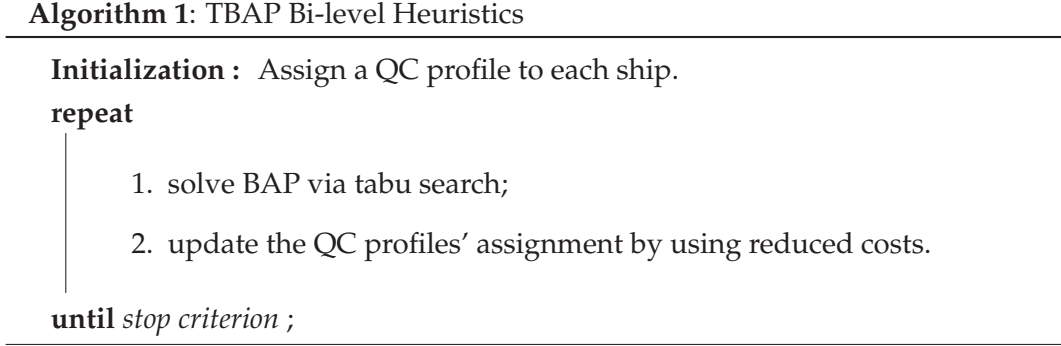 Algorithm 1: TBAP Bi-level Heuristics
Initialization : Assign a QC profile to each ship.
repeat
1. solve BAP via tabu search;
2. update the QC profiles’ assignment by using reduced costs.
until stop criterion ;